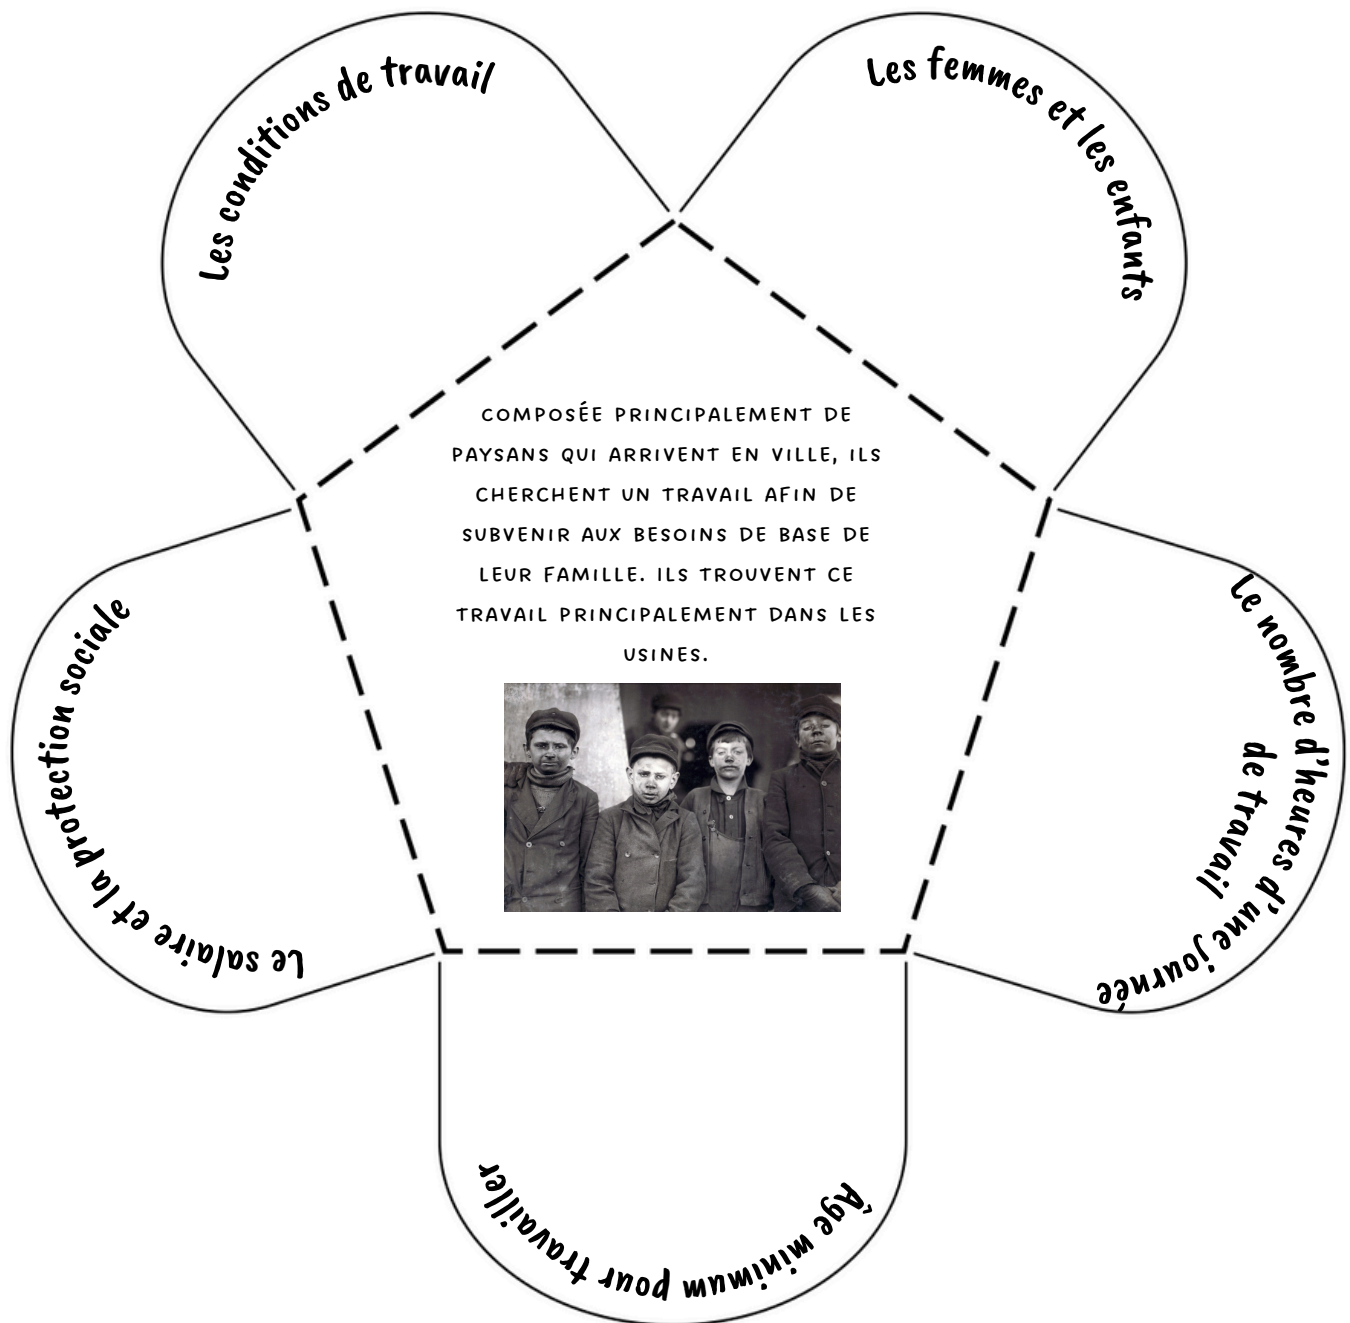 Les conditions de travail
Les femmes et les enfants
COMPOSÉE PRINCIPALEMENT DE
PAYSANS QUI ARRIVENT EN VILLE, ILS
CHERCHENT UN TRAVAIL AFIN DE
SUBVENIR AUX BESOINS DE BASE DE
LEUR FAMILLE. ILS TROUVENT CE
TRAVAIL PRINCIPALEMENT DANS LES
USINES.
Le salaire et la protection sociale
Le nombre d'heures d'une journée
de travail
Âge minimum pour travailler